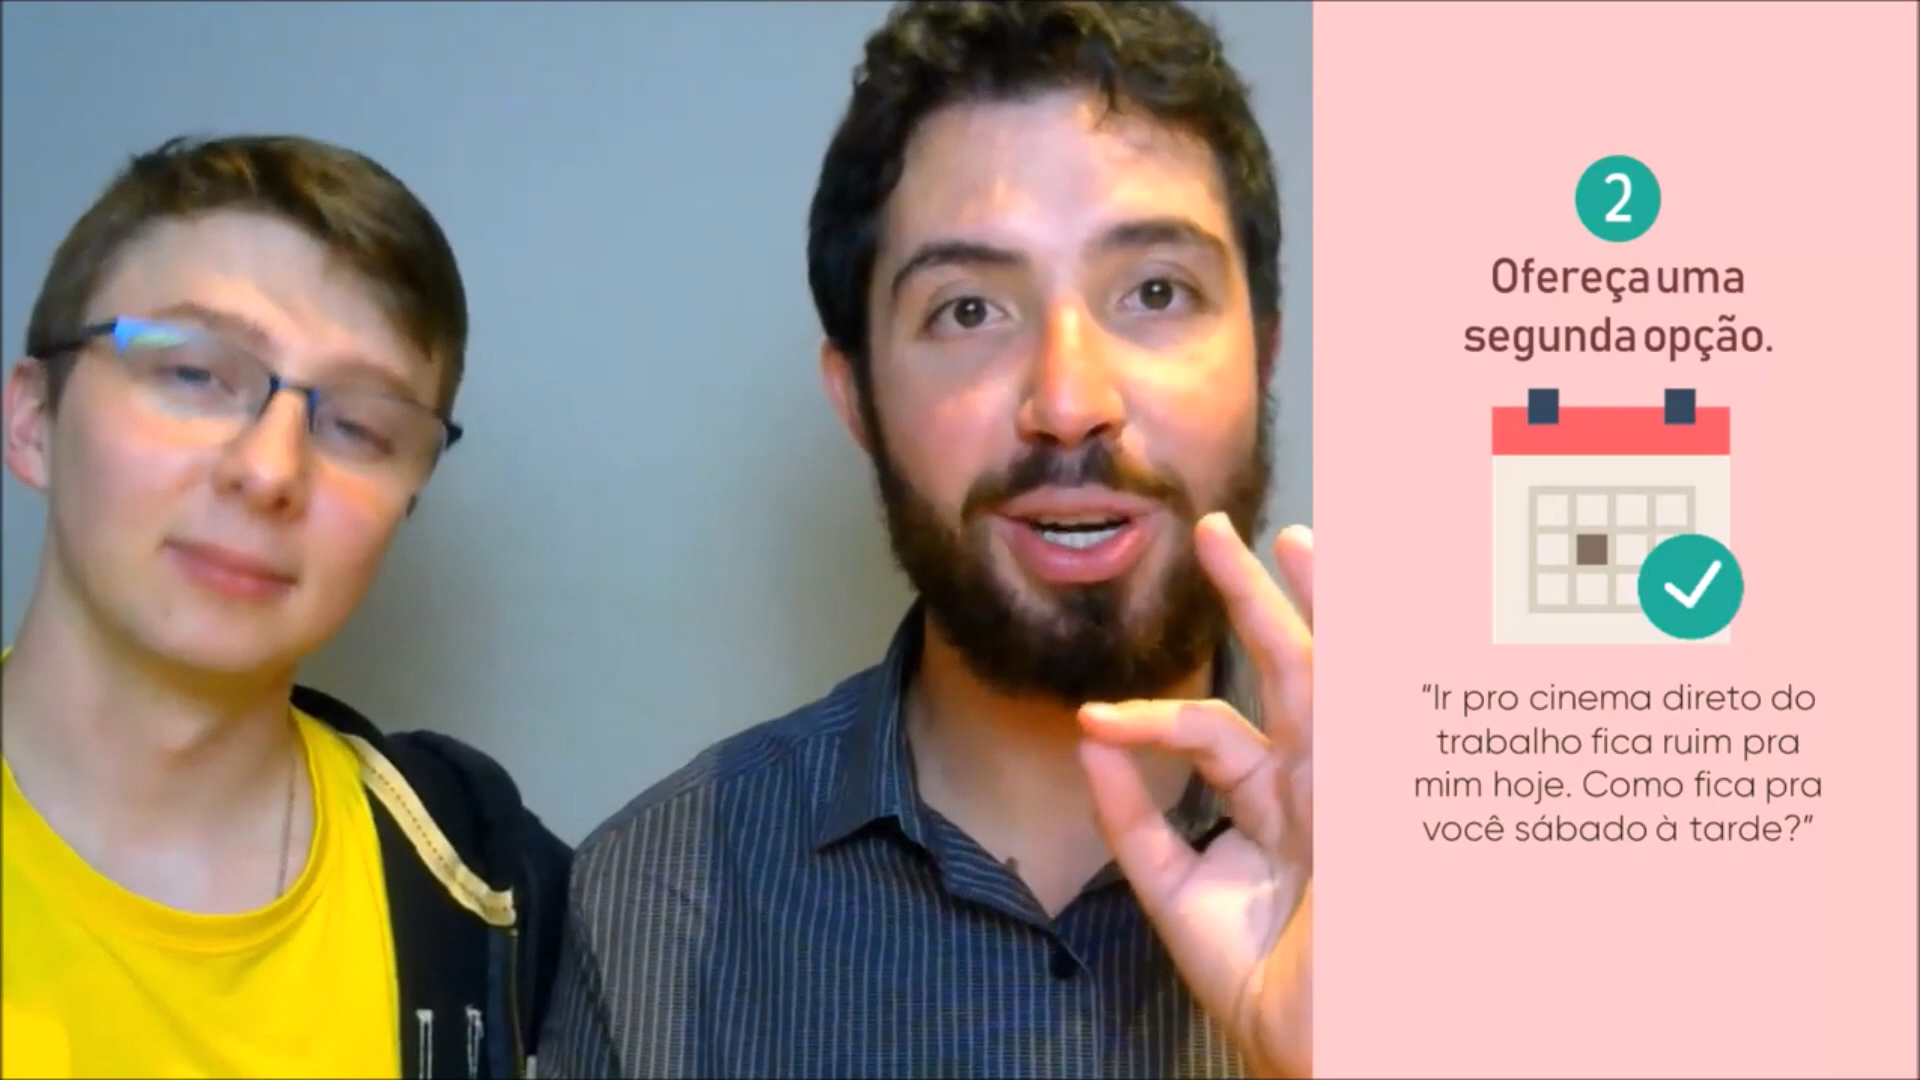 2
Ofereça uma
segunda opção.
“Ir pro cinema direto do
trabalho fica ruim pra
mim hoje. Como fica pra
você sábado à tarde?”